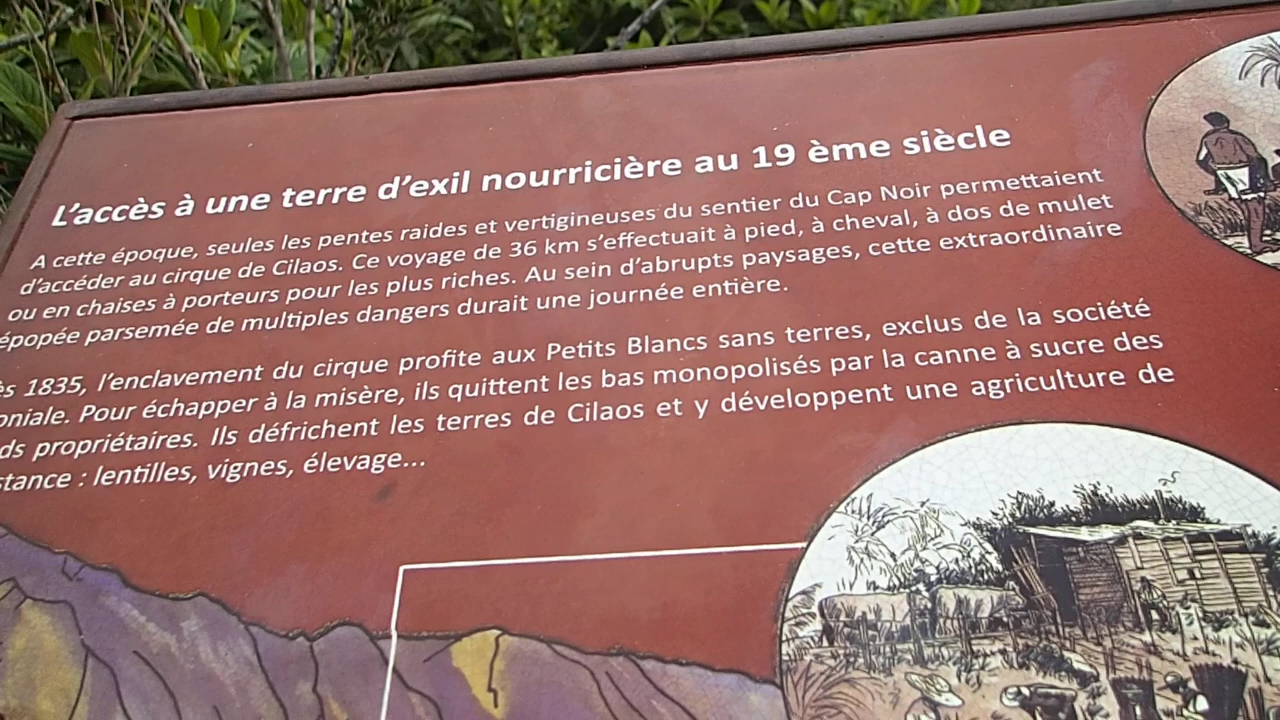 L'accès à une terre d'exil nourricière au 19 ème siècle
A cette époque, seules les pentes raides et vertigineuses du sentier du Cap Noir permettaient
d'accéder au cirque de Cilaos. Ce voyage de 36 km s'effectuait à pied, à cheval, à dos de mulet
ou en chaises à porteurs pour les plus riches. Au sein d'abrupts paysages, cette extraordinaire
épopée parsemée de multiples dangers durait une journée entière.
ès 1835, l'enclavement du cirque profite aux Petits Blancs sans terres, exclus de la société
oniale. Pour échapper à la misère, ils quittent les bas monopolisés par la canne à sucre des
ds propriétaires. Ils défrichent les terres de Cilaos et y développent une agriculture de
stance : lentilles, vignes, élevage...